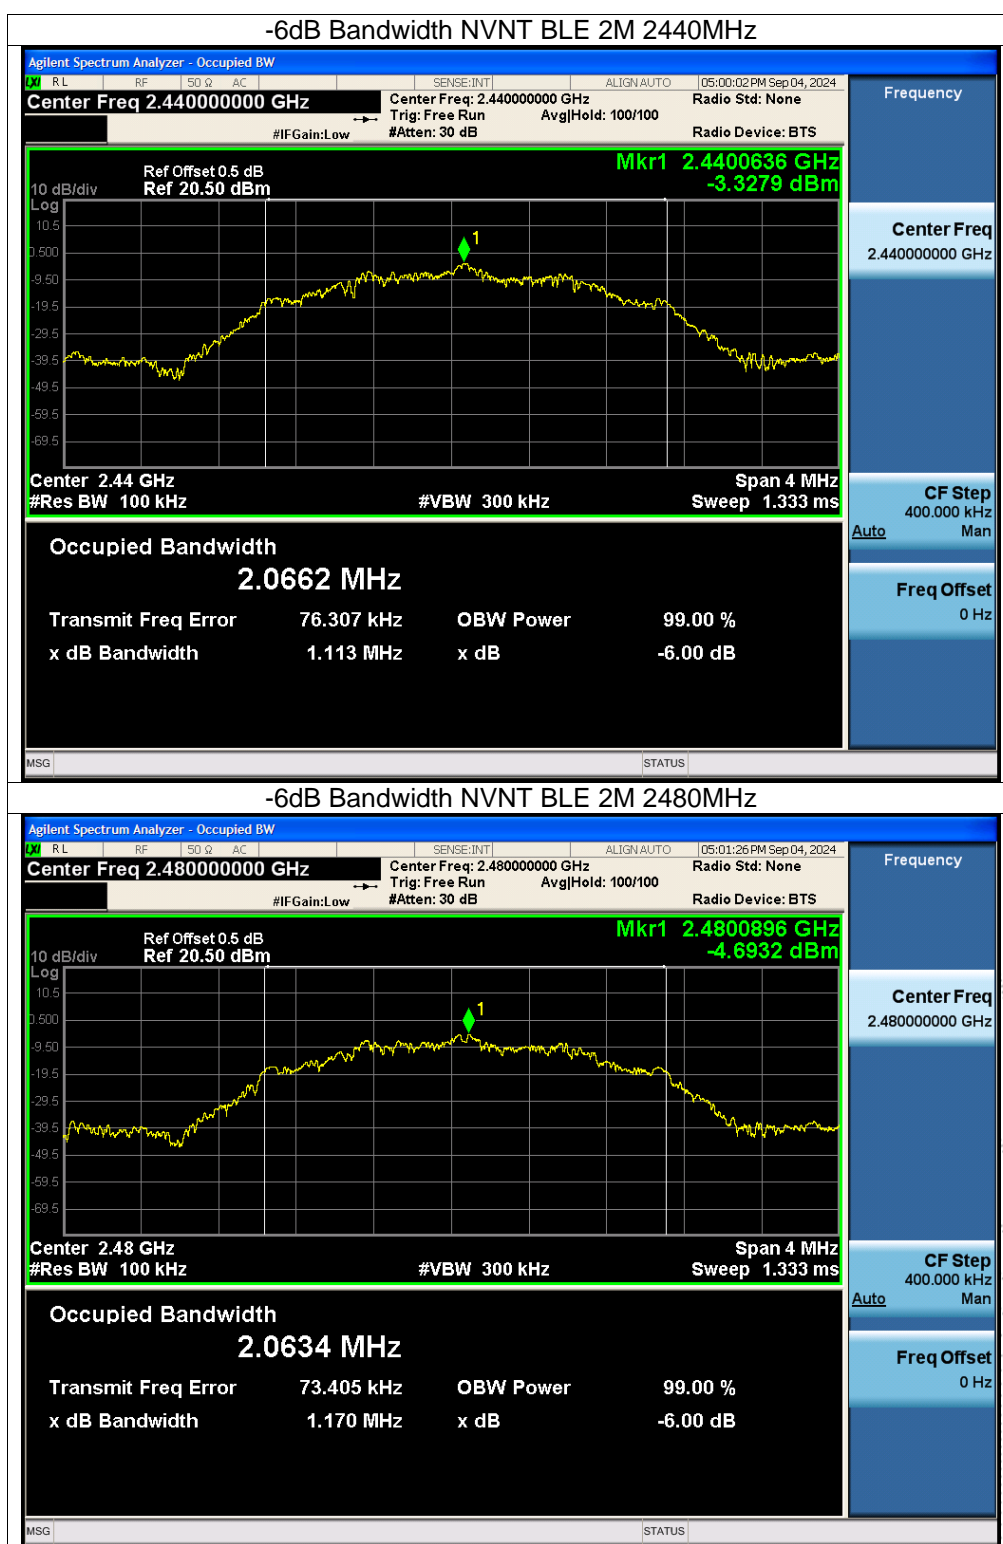 -6dB Bandwidth NVNT BLE 2M 2440MHz
Agilent Spectrum Analyzer - Occupied BW
LXI RL RF 50 Ω AC SENSE:INT ALIGN AUTO 05:00:02 PM Sep 04, 2024
Center Freq 2.440000000 GHz Center Freq: 2.440000000 GHz Radio Std: None Frequency
Trig: Free Run Avg|Hold: 100/100
#IFGain:Low #Atten: 30 dB Radio Device: BTS
Mkr1 2.4400636 GHz
Ref Offset 0.5 dB
10 dB/div Ref 20.50 dBm -3.3279 dBm
Log
10.5
0.500
-9.50
-19.5
-29.5
-39.5
-49.5
-59.5
-69.5
1
Center Freq
2.440000000 GHz
Center 2.44 GHz Span 4 MHz
#Res BW 100 kHz #VBW 300 kHz Sweep 1.333 ms
CF Step
400.000 kHz
Auto Man
Occupied Bandwidth
2.0662 MHz
Freq Offset
0 Hz
Transmit Freq Error 76.307 kHz OBW Power 99.00 %
x dB Bandwidth 1.113 MHz x dB -6.00 dB
MSG STATUS
-6dB Bandwidth NVNT BLE 2M 2480MHz
Agilent Spectrum Analyzer - Occupied BW
LXI RL RF 50 Ω AC SENSE:INT ALIGN AUTO 05:01:26 PM Sep 04, 2024
Center Freq 2.480000000 GHz Center Freq: 2.480000000 GHz Radio Std: None Frequency
Trig: Free Run Avg|Hold: 100/100
#IFGain:Low #Atten: 30 dB Radio Device: BTS
Mkr1 2.4800896 GHz
Ref Offset 0.5 dB
10 dB/div Ref 20.50 dBm -4.6932 dBm
Log
10.5
0.500
-9.50
-19.5
-29.5
-39.5
-49.5
-59.5
-69.5
1
Center Freq
2.480000000 GHz
Center 2.48 GHz Span 4 MHz
#Res BW 100 kHz #VBW 300 kHz Sweep 1.333 ms
CF Step
400.000 kHz
Auto Man
Occupied Bandwidth
2.0634 MHz
Freq Offset
0 Hz
Transmit Freq Error 73.405 kHz OBW Power 99.00 %
x dB Bandwidth 1.170 MHz x dB -6.00 dB
MSG STATUS